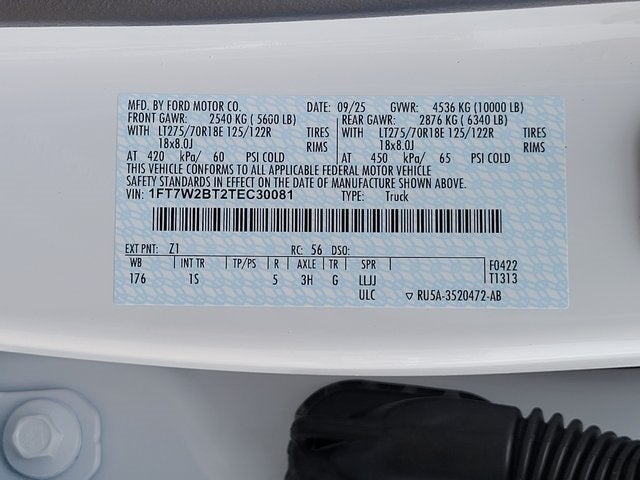 MFD. BY FORD MOTOR CO. DATE: 09/25 GVWR: 4536 KG (10000 LB)
FRONT GAWR: 2540 KG ( 5600 LB) REAR GAWR: 2876 KG ( 6340 LB)
WITH LT275/70R18E 125/122R TIRES WITH LT275/70R18E 125/122R TIRES
18x8.0J RIMS 18x8.0J RIMS
AT 420 kPa/ 60 PSI COLD AT 450 kPa/ 65 PSI COLD
THIS VEHICLE CONFORMS TO ALL APPLICABLE FEDERAL MOTOR VEHICLE
SAFETY STANDARDS IN EFFECT ON THE DATE OF MANUFACTURE SHOWN ABOVE.
VIN: 1FT7W2BT2TEC30081 TYPE: Truck
EXT PNT: Z1 RC: 56 DSO:
WB INT TR TP/PS R AXLE TR SPR F0422
176 1S 5 3H G LLJJ T1313
ULC ▽ RU5A-3520472-AB